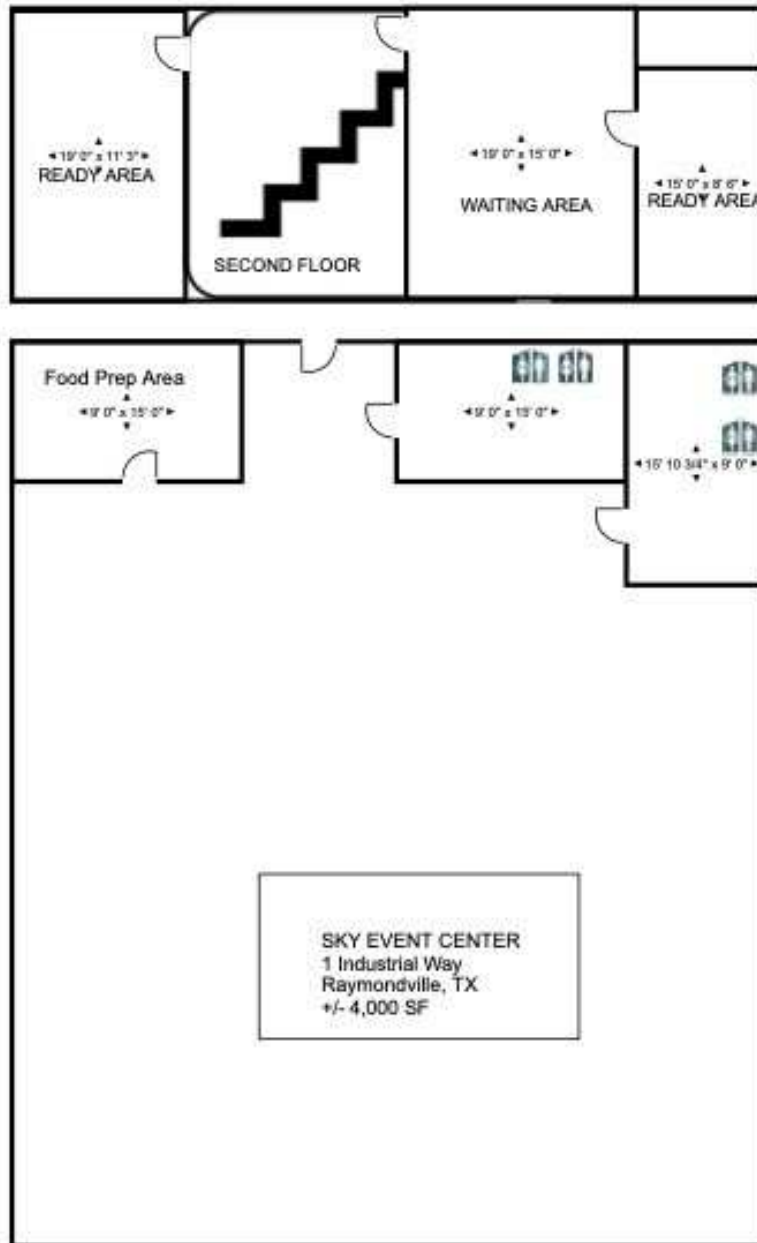 19' 0" x 11' 3"
READY AREA
SECOND FLOOR
19' 0" x 15' 0"
WAITING AREA
15' 0" x 8' 6"
READY AREA
Food Prep Area
9' 0" x 15' 0"
9' 0" x 15' 0"
15' 10 3/4" x 9' 0"
SKY EVENT CENTER
1 Industrial Way
Raymondville, TX
+/- 4,000 SF